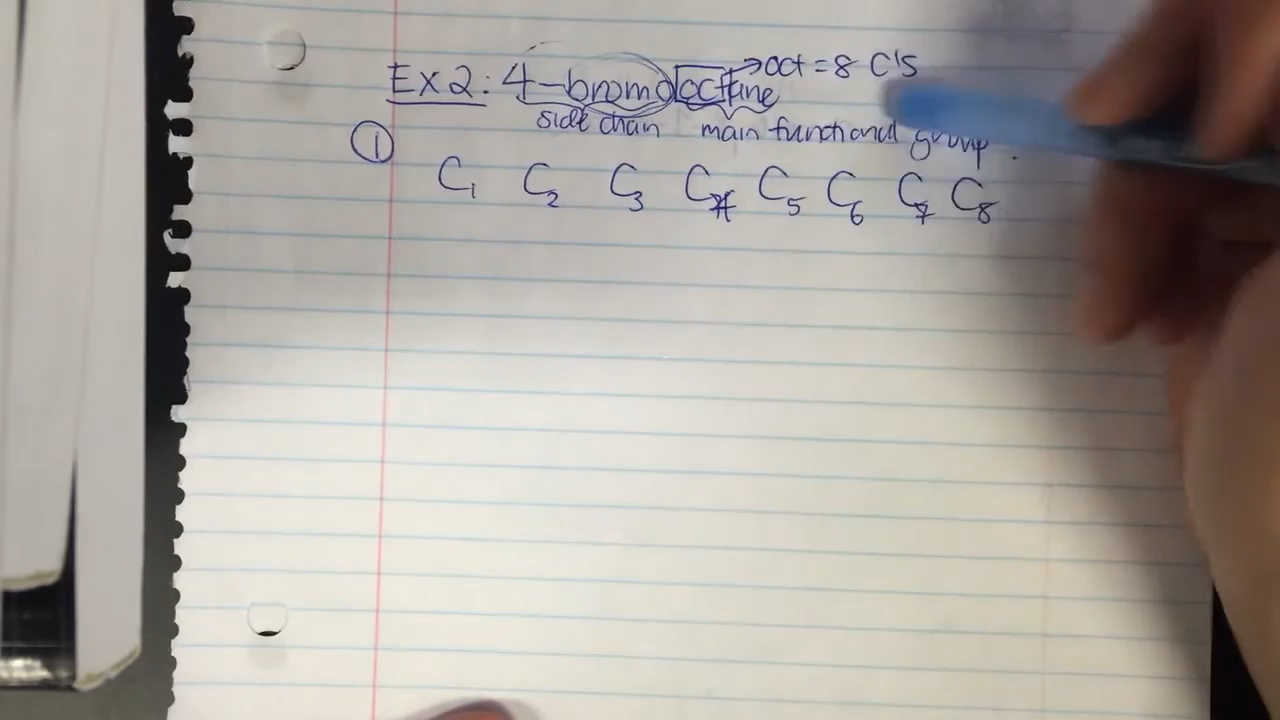 Ex 2: 4-bromooctane → oct = 8 C's
side chain main functional group.
① C₁ C₂ C₃ C₄ C₅ C₆ C₇ C₈